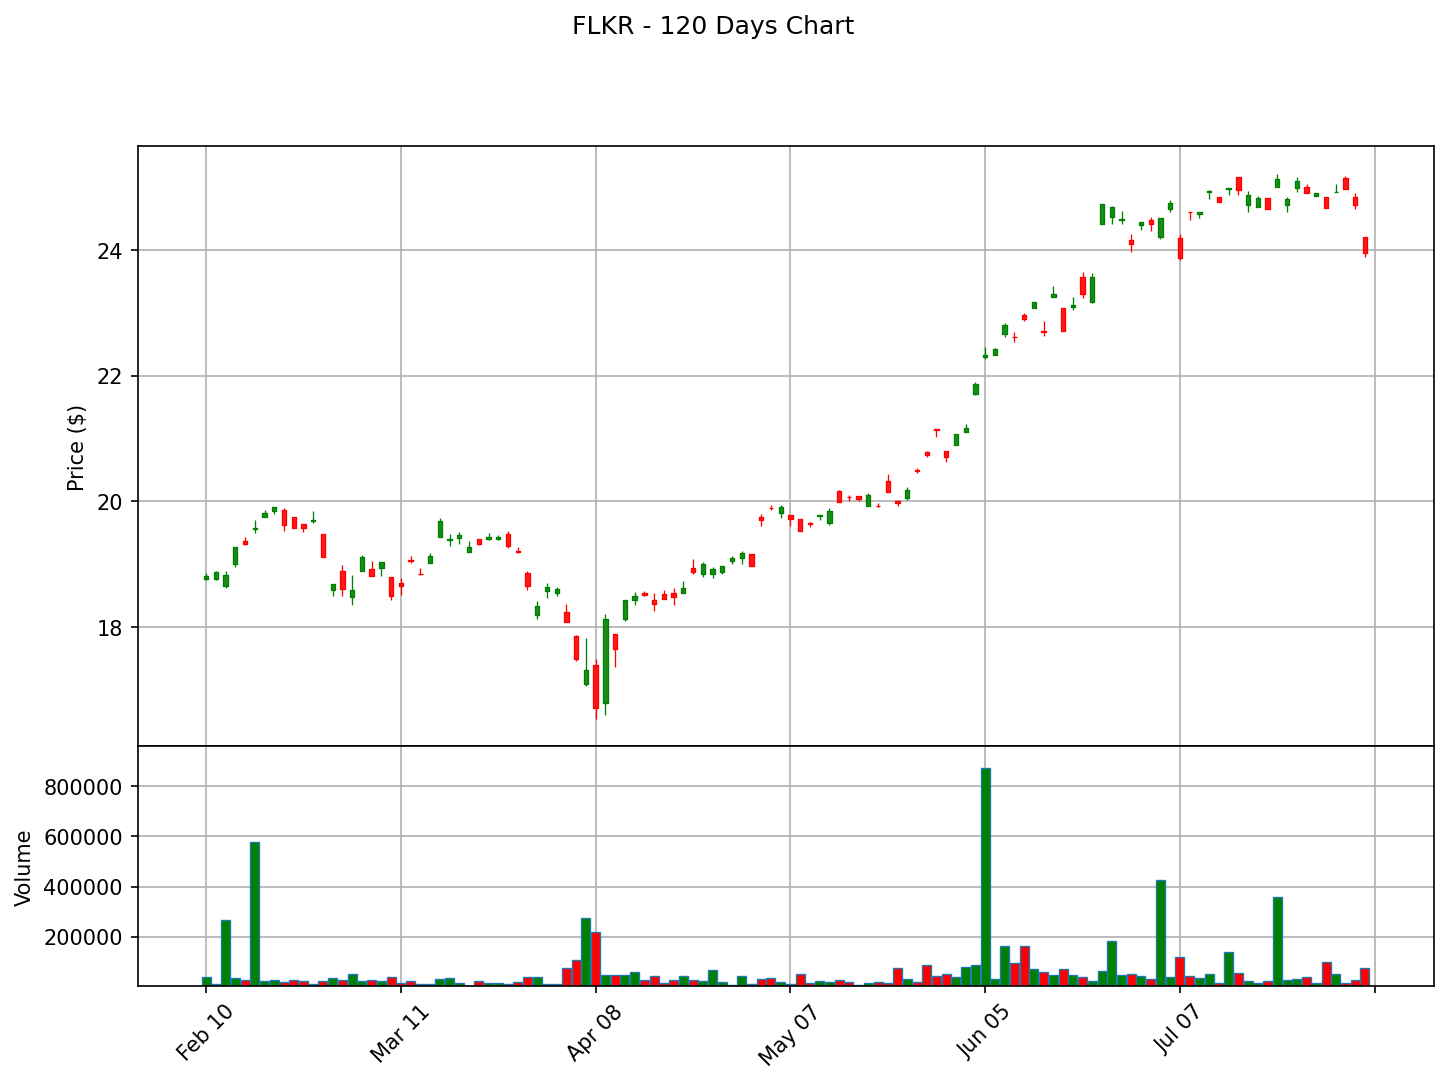 FLKR - 120 Days Chart
Price ($)
24
22
20
18
Volume
800000
600000
400000
200000
Feb 10
Mar 11
Apr 08
May 07
Jun 05
Jul 07